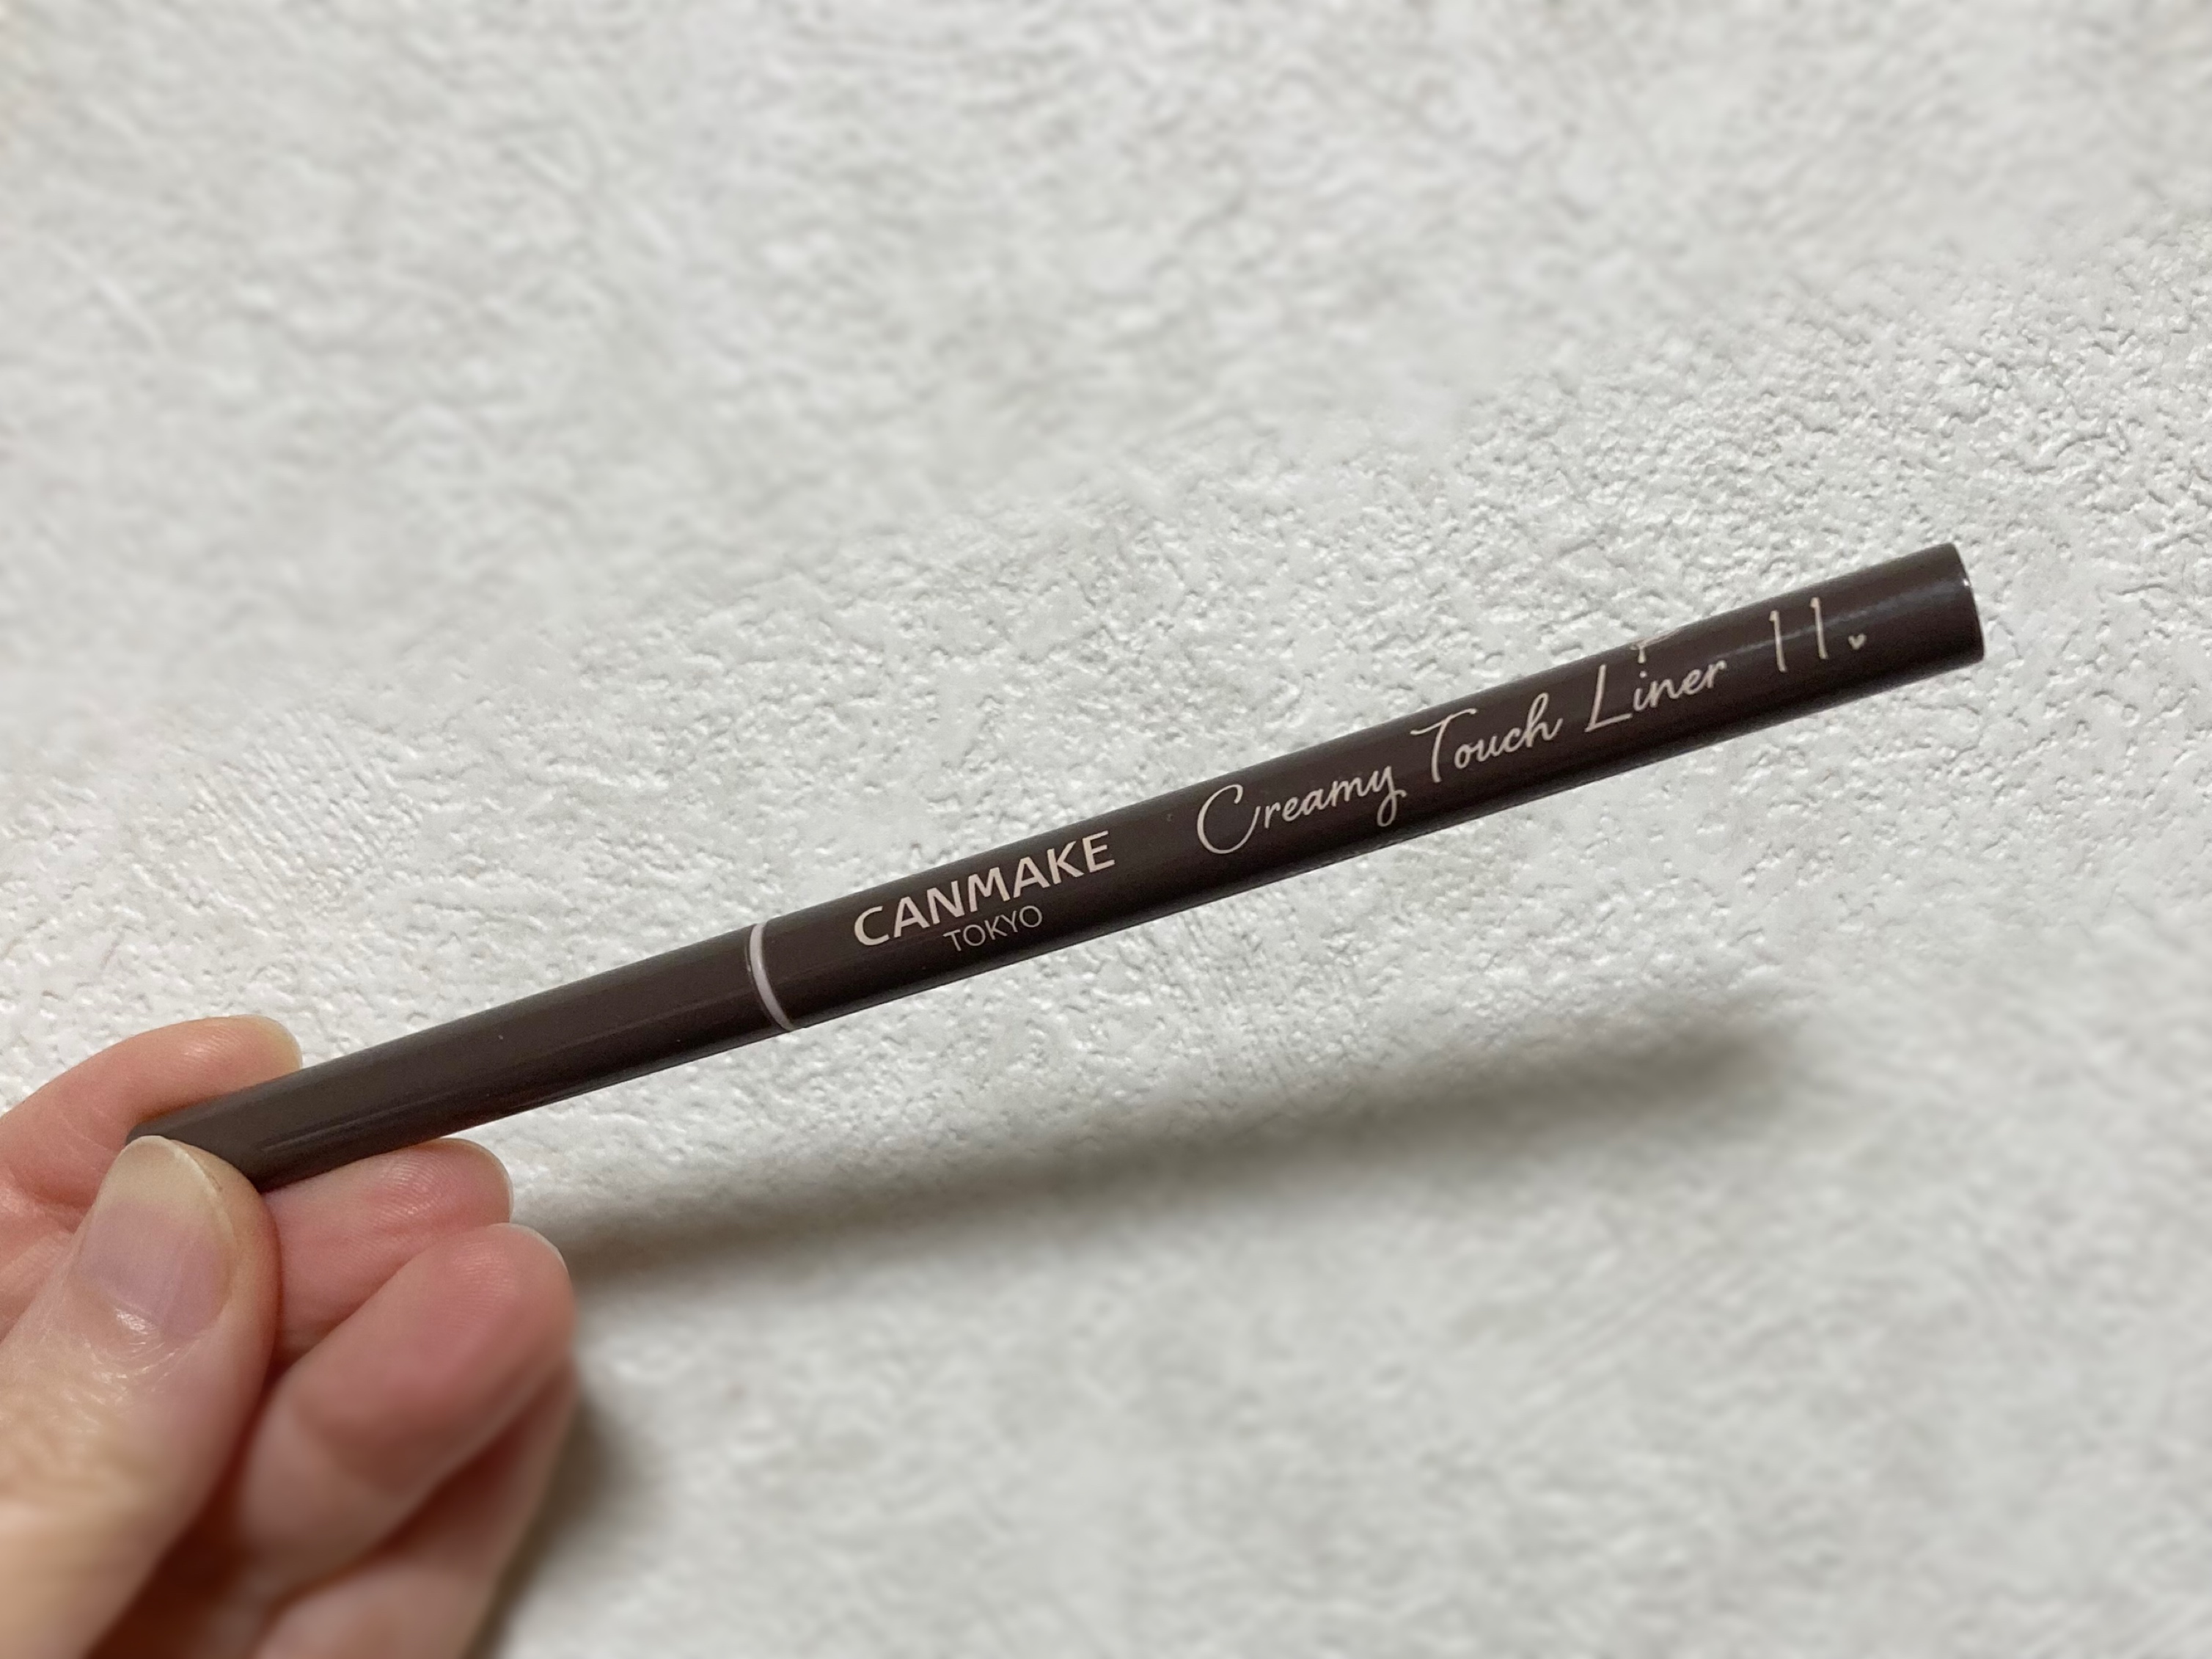 CANMAKE
TOKYO
Creamy Touch Liner 11.